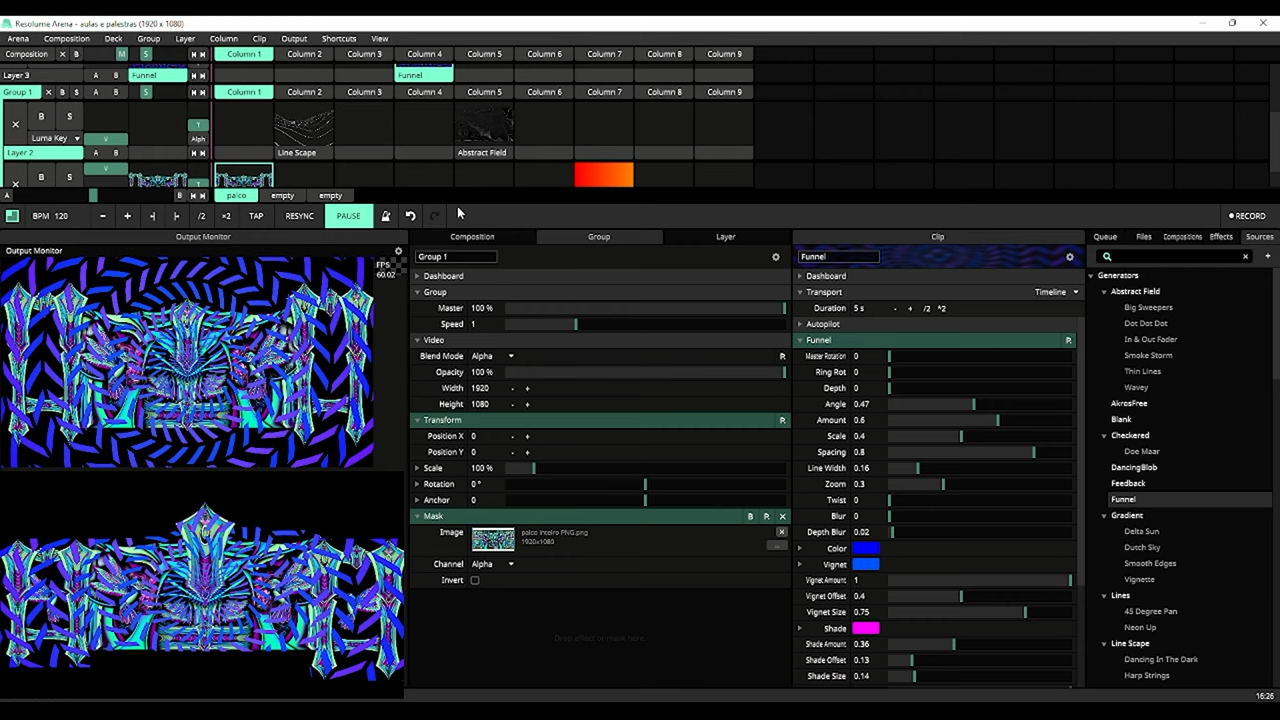 Resolume Arena - aulas e palestras (1920 x 1080)
Arena Composition Deck Group Layer Column Clip Output Shortcuts View
Composition X B M S Column 1 Column 2 Column 3 Column 4 Column 5 Column 6 Column 7 Column 8 Column 9
Layer 3 A B Funnel Funnel
Group 1 X B S A B S Column 1 Column 2 Column 3 Column 4 Column 5 Column 6 Column 7 Column 8 Column 9
B S T
Luma Key V Alph Line Scape Abstract Field
Layer 2 A B
V
B S T
A B palco empty empty
BPM 120 - + /2 ×2 TAP RESYNC PAUSE RECORD
Output Monitor Composition Group Layer Clip Queue Files Compositions Effects Sources
Output Monitor
FPS
60.02
Group 1
Dashboard
Group
Master 100 %
Speed 1
Video
Blend Mode Alpha P.
Opacity 100 %
Width 1920 - +
Height 1080 - +
Transform P.
Position X 0 - +
Position Y 0 - +
Scale 100 %
Rotation 0 °
Anchor 0
Mask B P. X
Image palco inteiro PNG.png
1920x1080
Channel Alpha
Invert
Drop effect or mask here.
Funnel
Dashboard
Transport Timeline
Duration 5 s - + /2 *2
Autopilot
Funnel P.
Master Rotation 0
Ring Rot 0
Depth 0
Angle 0.47
Amount 0.6
Scale 0.4
Spacing 0.8
Line Width 0.16
Zoom 0.3
Twist 0
Blur 0
Depth Blur 0.02
Color
Vignet
Vignet Amount 1
Vignet Offset 0.4
Vignet Size 0.75
Shade
Shade Amount 0.36
Shade Offset 0.13
Shade Size 0.14
Generators
Abstract Field
Big Sweepers
Dot Dot Dot
In & Out Fader
Smoke Storm
Thin Lines
Wavey
AkrosFree
Blank
Checkered
Doe Maar
DancingBlob
Feedback
Funnel
Gradient
Delta Sun
Dutch Sky
Smooth Edges
Vignette
Lines
45 Degree Pan
Neon Up
Line Scape
Dancing In The Dark
Harp Strings
16:26